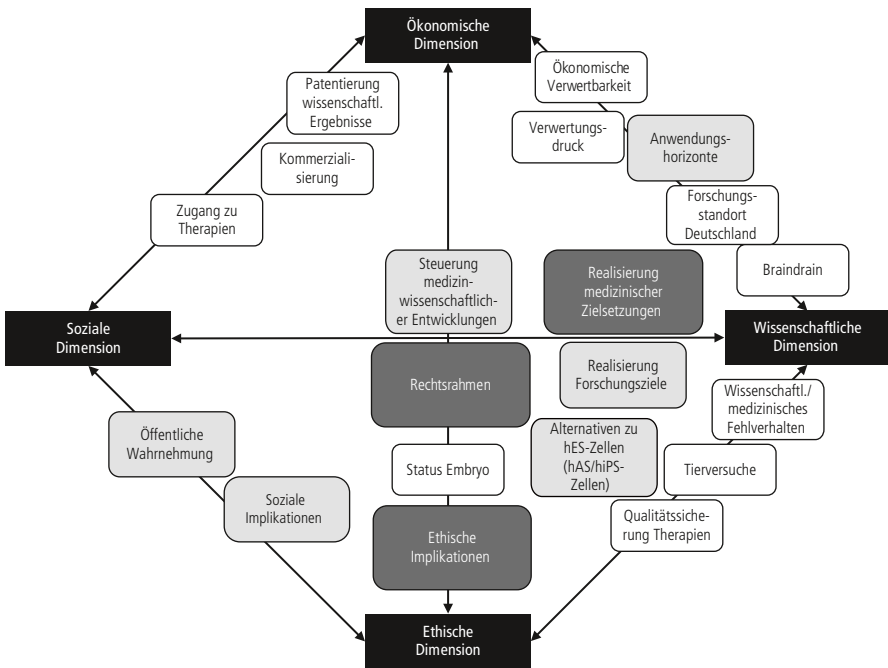 Ökonomische
Dimension
Ökonomische
Verwertbarkeit
Patentierung
wissenschaftl.
Ergebnisse
Verwertungs-
druck
Anwendungs-
horizonte
Kommerziali-
sierung
Zugang zu
Therapien
Forschungs-
standort
Deutschland
Braindrain
Steuerung
medizin-
wissenschaftlich-
er Entwicklungen
Realisierung
medizinischer
Zielsetzungen
Soziale
Dimension
Wissenschaftliche
Dimension
Rechtsrahmen
Realisierung
Forschungsziele
Wissenschaftl./
medizinisches
Fehlverhalten
Öffentliche
Wahrnehmung
Alternativen zu
hES-Zellen
(hAS/hiPS-
Zellen)
Status Embryo
Tierversuche
Soziale
Implikationen
Qualitätssiche-
rung Therapien
Ethische
Implikationen
Ethische
Dimension